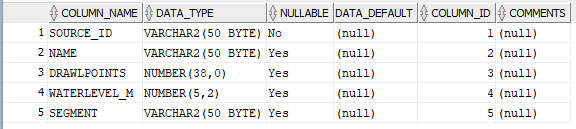 COLUMN_NAME DATA_TYPE NULLABLE DATA_DEFAULT COLUMN_ID COMMENTS
1 SOURCE_ID VARCHAR2(50 BYTE) No (null) 1 (null)
2 NAME VARCHAR2(50 BYTE) Yes (null) 2 (null)
3 DRAWLPOINTS NUMBER(38,0) Yes (null) 3 (null)
4 WATERLEVEL_M NUMBER(5,2) Yes (null) 4 (null)
5 SEGMENT VARCHAR2(50 BYTE) Yes (null) 5 (null)